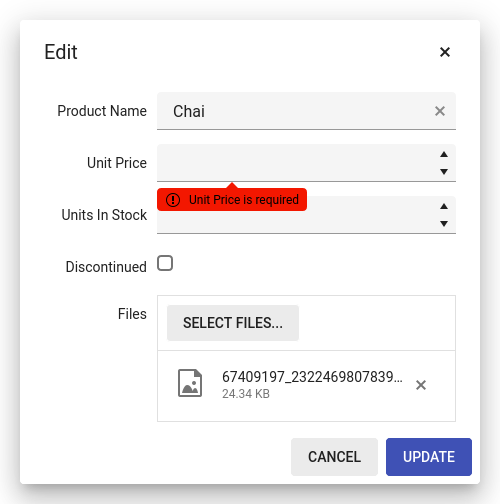 Edit
Product Name Chai
Unit Price
Unit Price is required
Units In Stock
Discontinued
Files
SELECT FILES...
67409197_2322469807839...
24.34 KB
CANCEL UPDATE